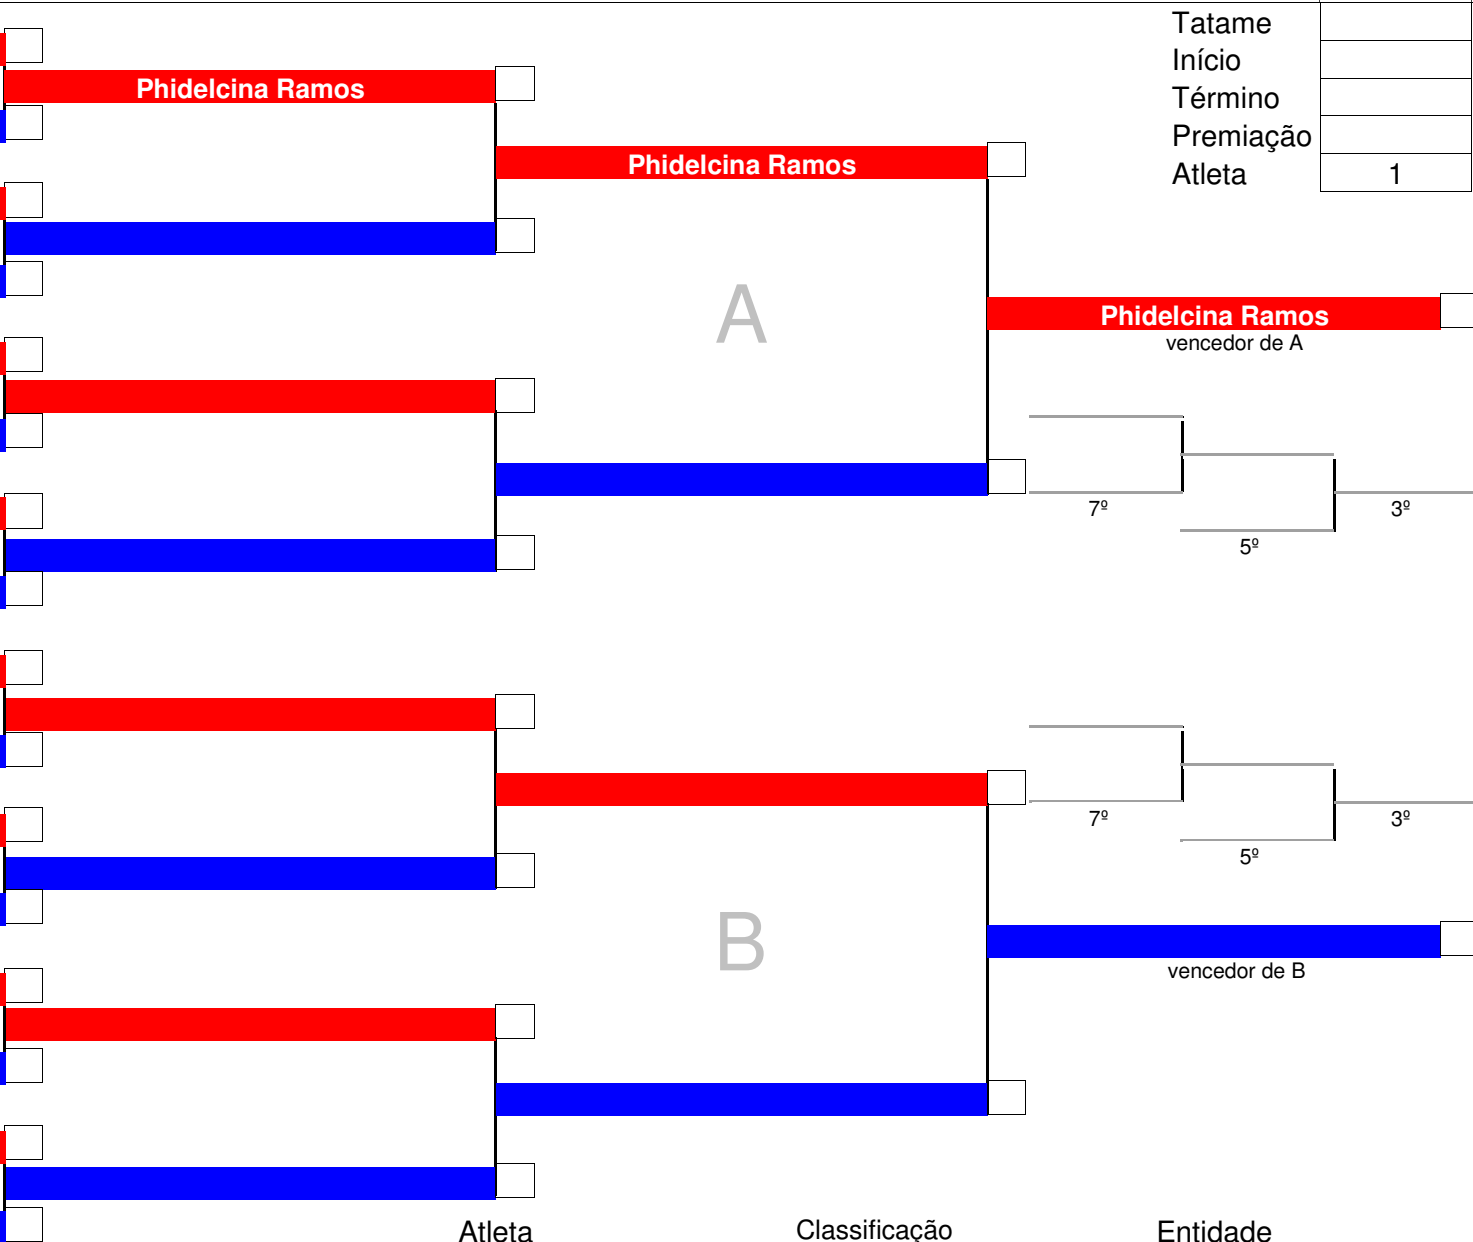 Tatame
Início
Término
Premiação
Atleta 1
Phidelcina Ramos
Phidelcina Ramos
A
Phidelcina Ramos
vencedor de A
7º
3º
5º
7º
3º
5º
B
vencedor de B
Atleta Classificação Entidade